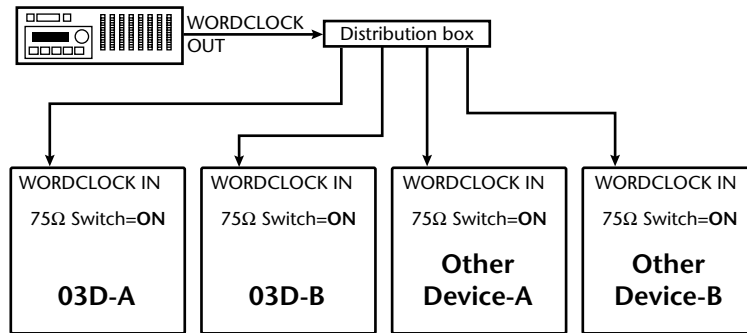 WORDCLOCK
OUT
Distribution box
WORDCLOCK IN
75Ω Switch=ON
03D-A
WORDCLOCK IN
75Ω Switch=ON
03D-B
WORDCLOCK IN
75Ω Switch=ON
Other
Device-A
WORDCLOCK IN
75Ω Switch=ON
Other
Device-B